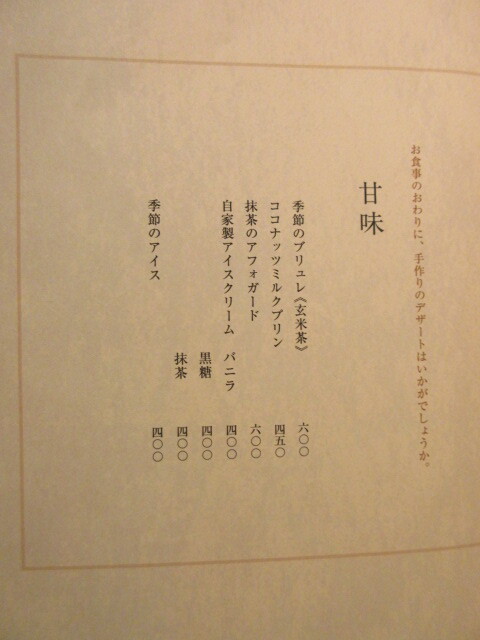 お食事のおわりに、手作りのデザートはいかがでしょうか。
甘味
季節のブリュレ《玄米茶》 六〇〇
ココナッツミルクプリン 四五〇
抹茶のアフォガード 六〇〇
自家製アイスクリーム バニラ 四〇〇
黒糖 四〇〇
抹茶 四〇〇
季節のアイス 四〇〇